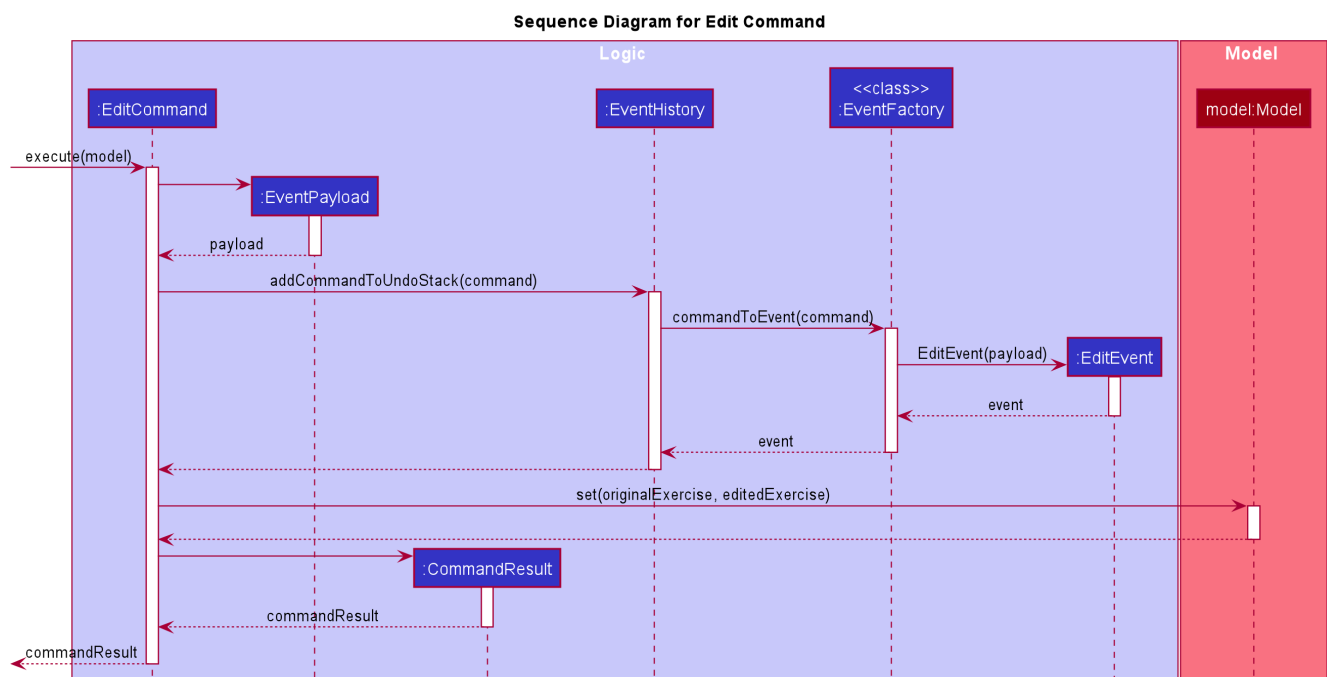 Sequence Diagram for Edit Command
Logic
Model
:EditCommand
:EventHistory
<<class>>
:EventFactory
model:Model
execute(model)
:EventPayload
payload
addCommandToUndoStack(command)
commandToEvent(command)
EditEvent(payload)
:EditEvent
event
event
set(originalExercise, editedExercise)
:CommandResult
commandResult
commandResult